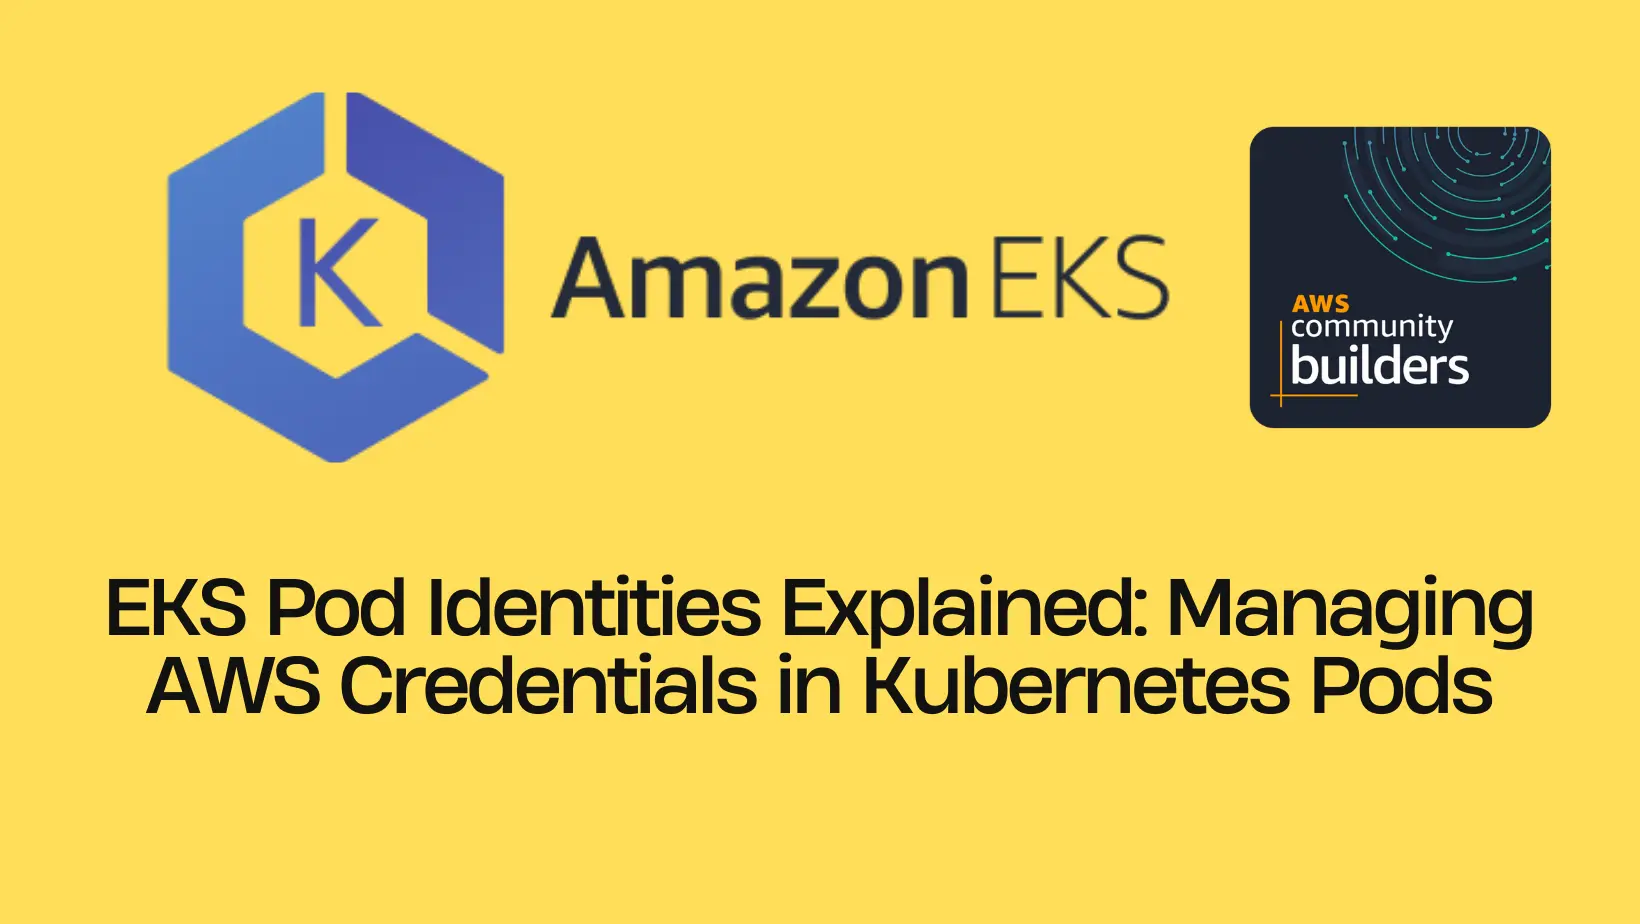 K
Amazon EKS
AWS
community
builders
EKS Pod Identities Explained: Managing
AWS Credentials in Kubernetes Pods